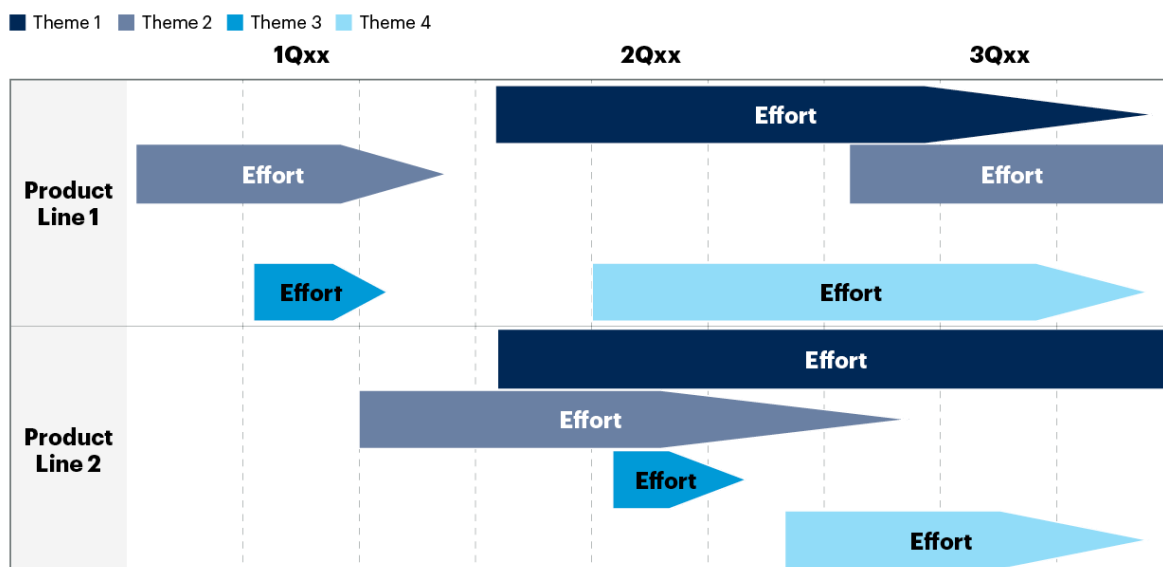 Theme 1 Theme 2 Theme 3 Theme 4
1Qxx 2Qxx 3Qxx
Effort
Effort Effort
Product
Line 1
Effort Effort
Effort
Effort
Product
Line 2
Effort
Effort